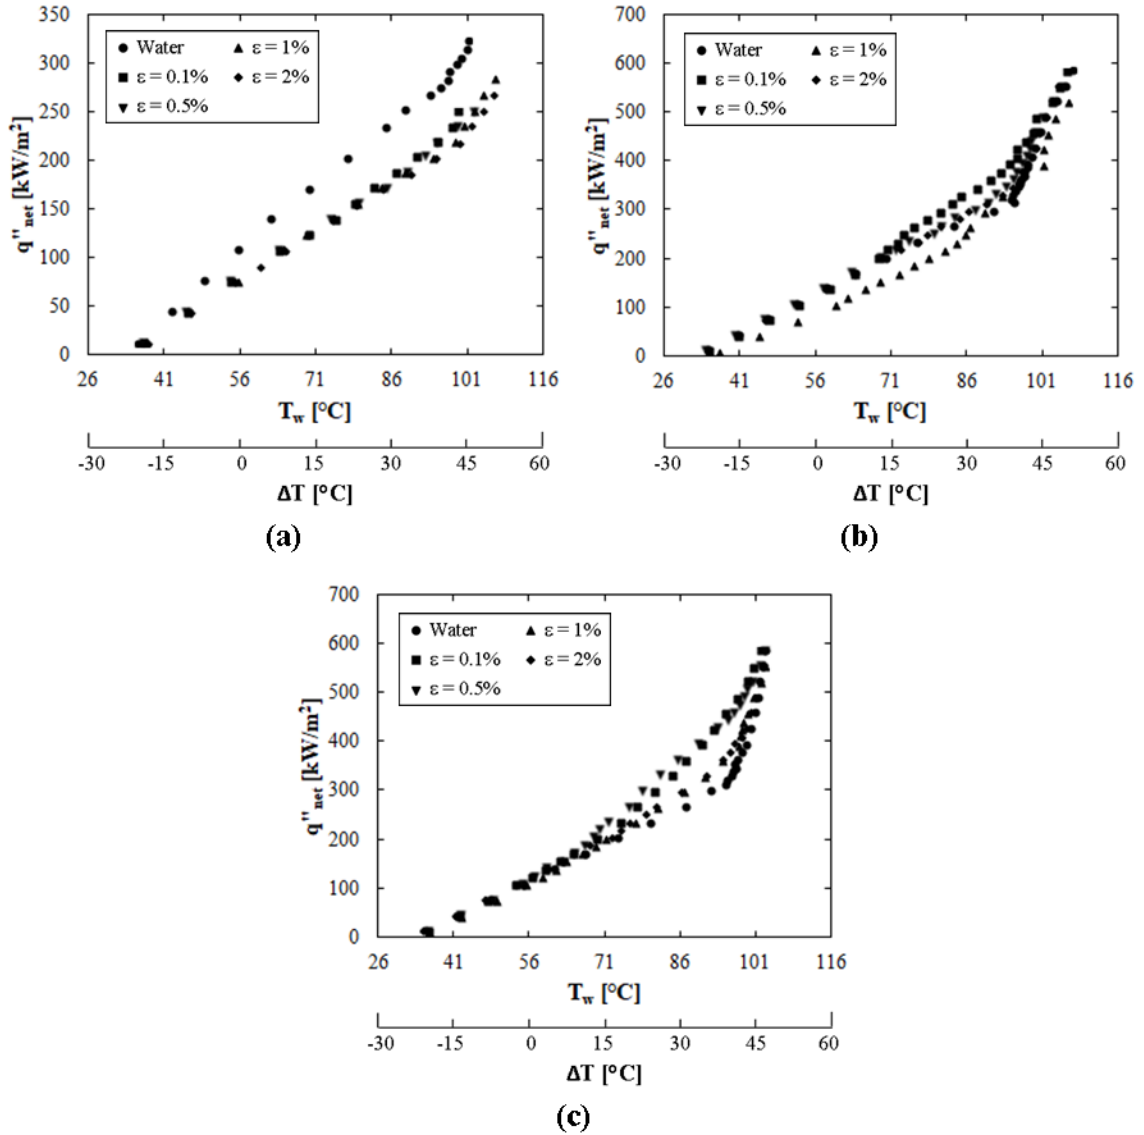 350
300
250
200
150
100
50
0
q''net [kW/m²]
Water
ε = 1%
ε = 0.1%
ε = 2%
ε = 0.5%
26 41 56 71 86 101 116
Tw [°C]
-30 -15 0 15 30 45 60
ΔT [°C]
(a)
700
600
500
400
300
200
100
0
q''net [kW/m²]
Water
ε = 1%
ε = 0.1%
ε = 2%
ε = 0.5%
26 41 56 71 86 101 116
Tw [°C]
-30 -15 0 15 30 45 60
ΔT [°C]
(b)
700
600
500
400
300
200
100
0
q''net [kW/m²]
Water
ε = 1%
ε = 0.1%
ε = 2%
ε = 0.5%
26 41 56 71 86 101 116
Tw [°C]
-30 -15 0 15 30 45 60
ΔT [°C]
(c)